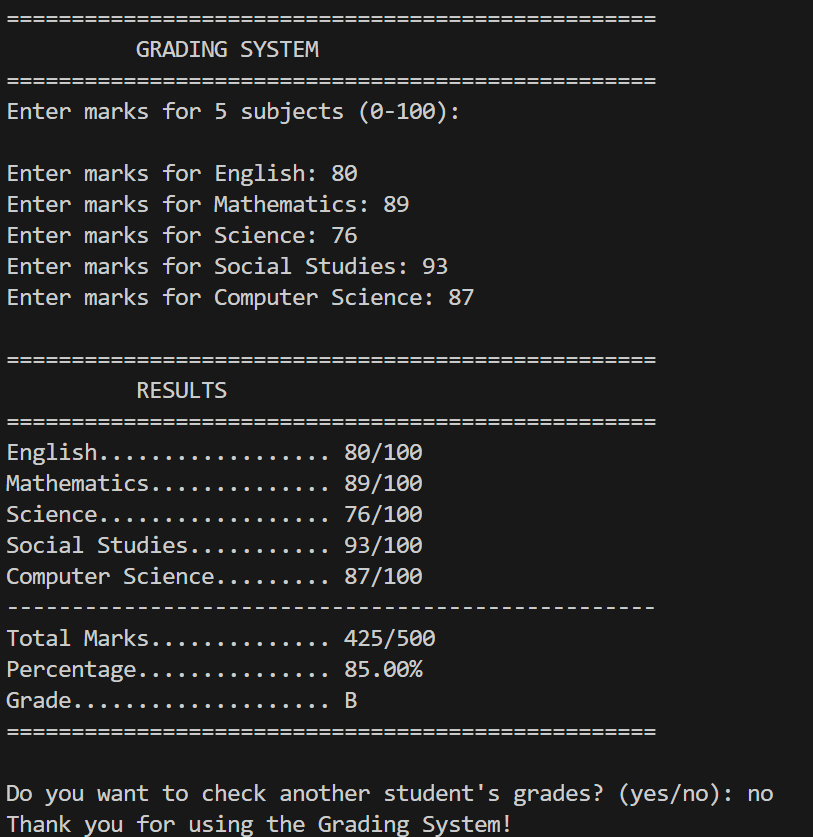 ==================================================
          GRADING SYSTEM
==================================================
Enter marks for 5 subjects (0-100):

Enter marks for English: 80
Enter marks for Mathematics: 89
Enter marks for Science: 76
Enter marks for Social Studies: 93
Enter marks for Computer Science: 87

==================================================
          RESULTS
==================================================
English.................. 80/100
Mathematics.............. 89/100
Science.................. 76/100
Social Studies........... 93/100
Computer Science......... 87/100
--------------------------------------------------
Total Marks.............. 425/500
Percentage............... 85.00%
Grade.................... B
==================================================

Do you want to check another student's grades? (yes/no): no
Thank you for using the Grading System!